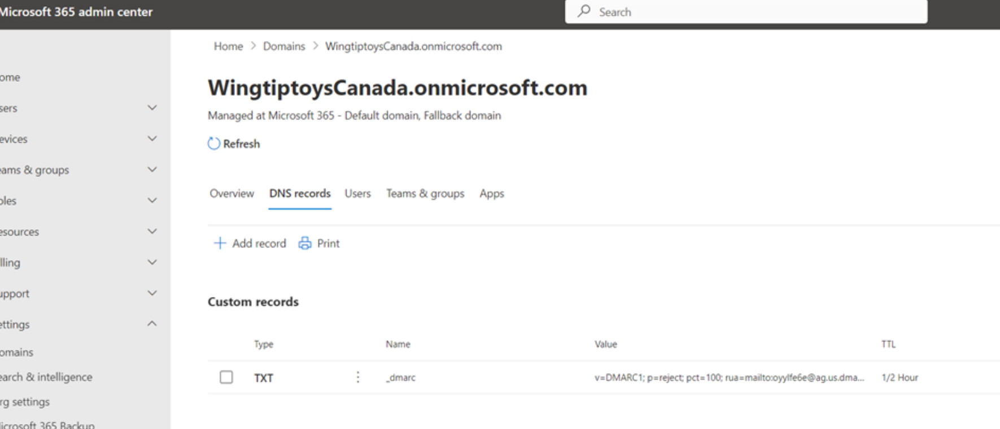 Microsoft 365 admin center
Search
Home > Domains > WingtiptoysCanada.onmicrosoft.com
WingtiptoysCanada.onmicrosoft.com
Managed at Microsoft 365 - Default domain, Fallback domain
Refresh
Overview DNS records Users Teams & groups Apps
Add record Print
Custom records
Type Name Value TTL
TXT _dmarc v=DMARC1; p=reject; pct=100; rua=mailto:oyylfe6e@ag.us.dma... 1/2 Hour
ome
sers
evices
eams & groups
oles
esources
lling
upport
ettings
omains
earch & intelligence
rg settings
icrosoft 365 Backup